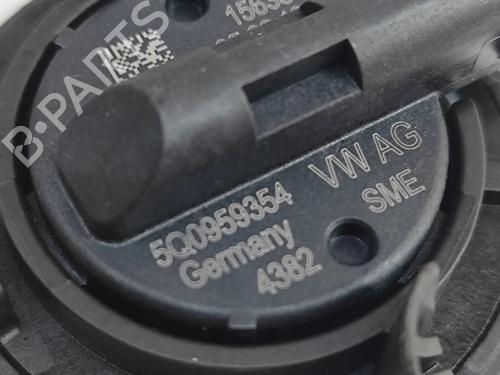 B-PARTS
VW AG
5Q0959354
SME
Germany
4382